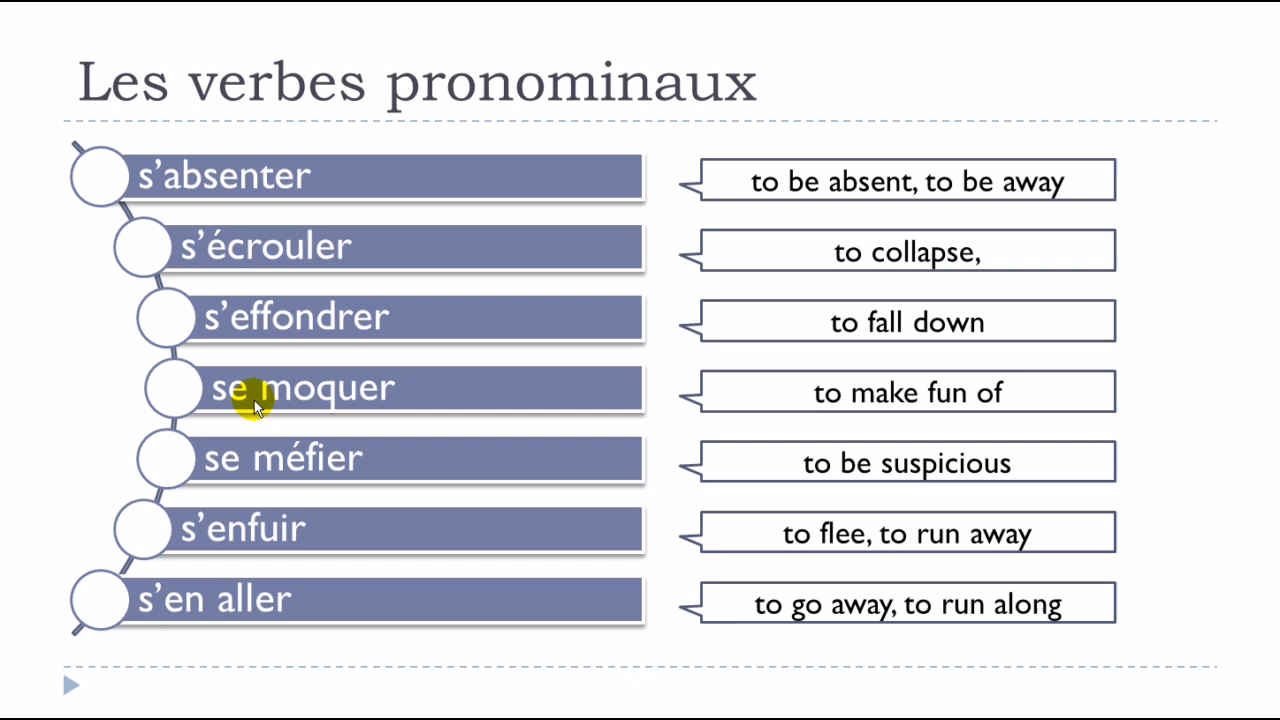 Les verbes pronominaux
s’absenter
to be absent, to be away
s’écrouler
to collapse,
s’effondrer
to fall down
se moquer
to make fun of
se méfier
to be suspicious
s’enfuir
to flee, to run away
s’en aller
to go away, to run along